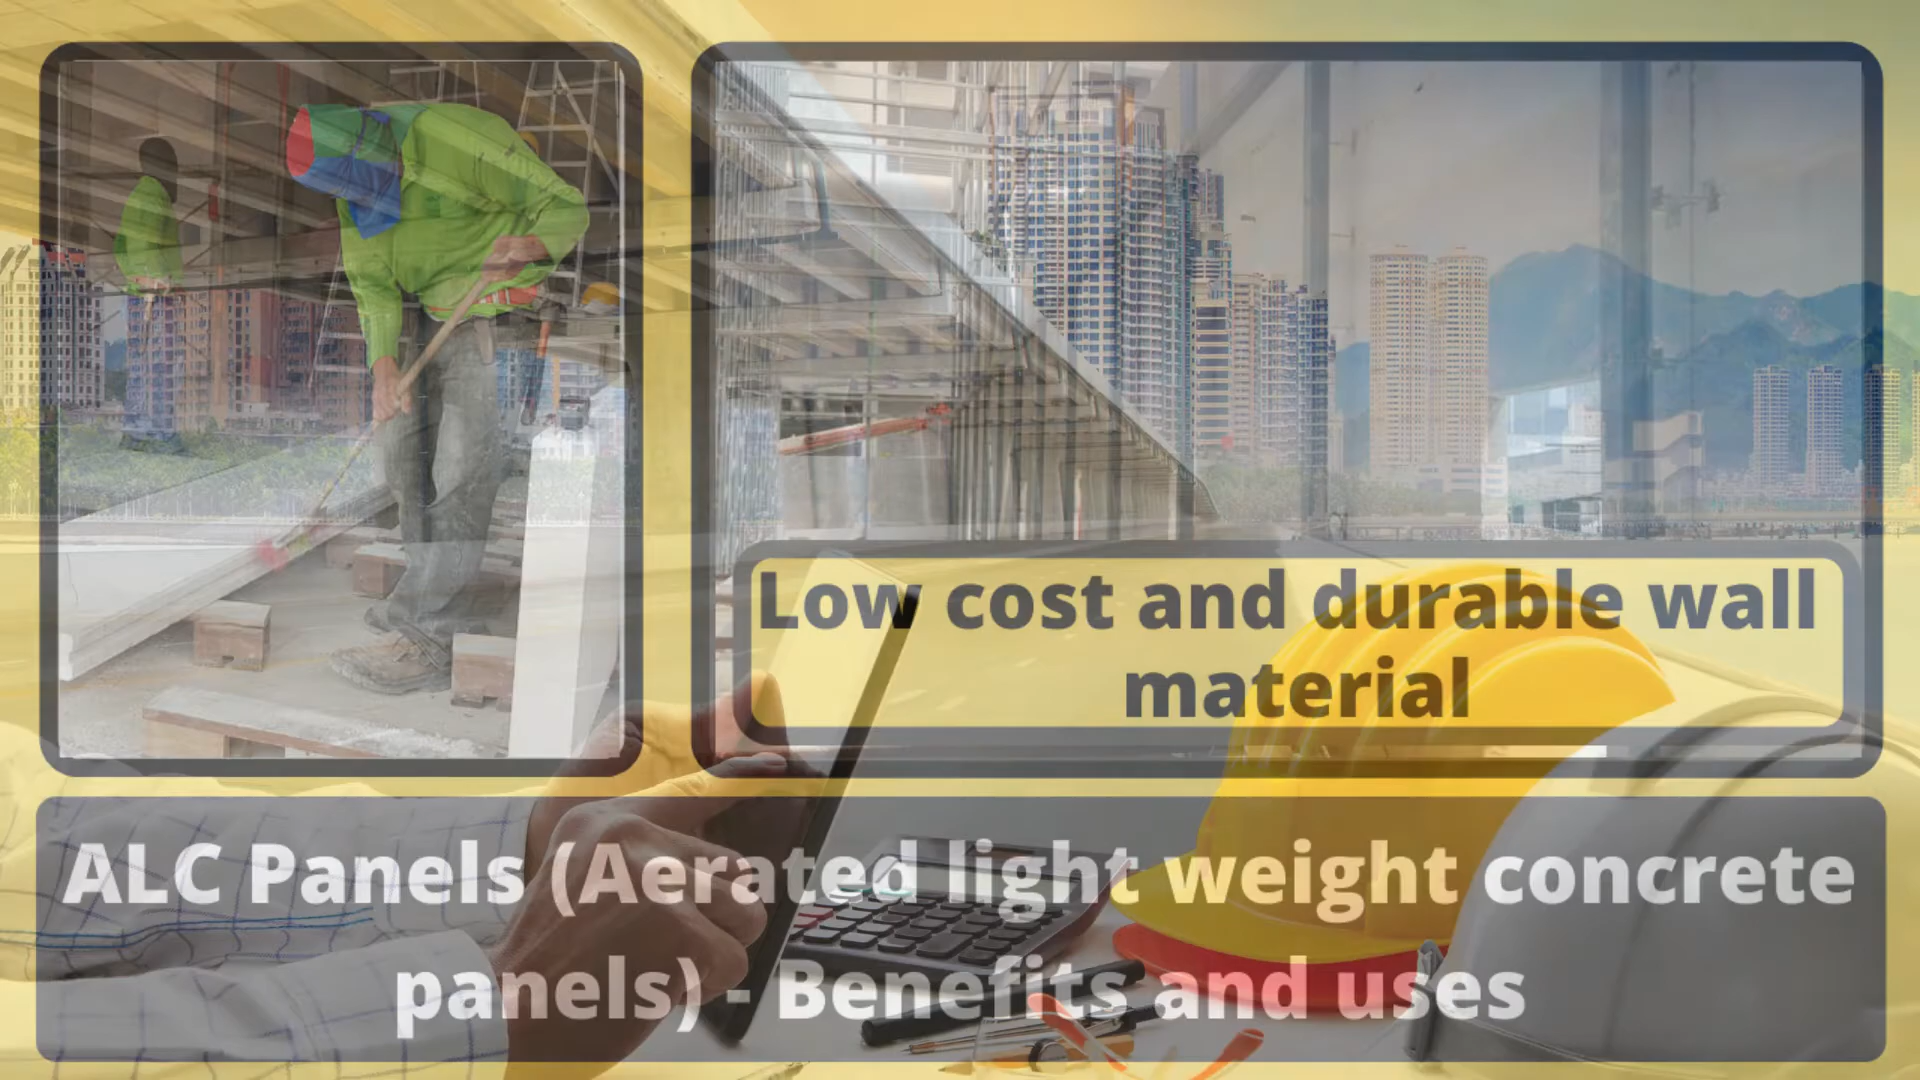 Low cost and durable wall
material
ALC Panels (Aerated light weight concrete
panels) - Benefits and uses